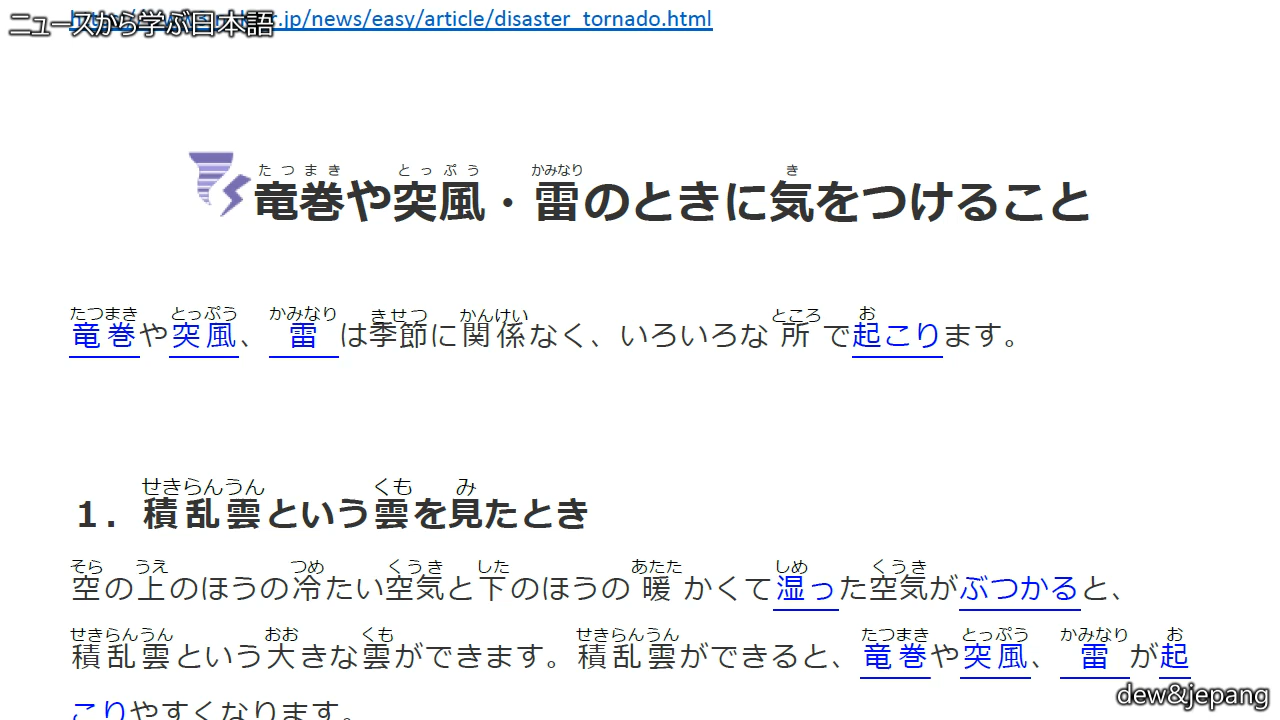 ニュースから学ぶ日本語
.jp/news/easy/article/disaster_tornado.html
たつまき とっぷう かみなり き
竜巻や突風・雷のときに気をつけること
たつまき とっぷう かみなり きせつ かんけい ところ お
竜巻や突風、雷は季節に関係なく、いろいろな所で起こります。
せきらんうん くも み
1．積乱雲という雲を見たとき
そら うえ つめ くうき した あたた しめ くうき
空の上のほうの冷たい空気と下のほうの暖かくて湿った空気がぶつかると、
せきらんうん おお くも せきらんうん たつまき とっぷう かみなり お
積乱雲という大きな雲ができます。積乱雲ができると、竜巻や突風、雷が起
こりやすくなります。
dew&jepang